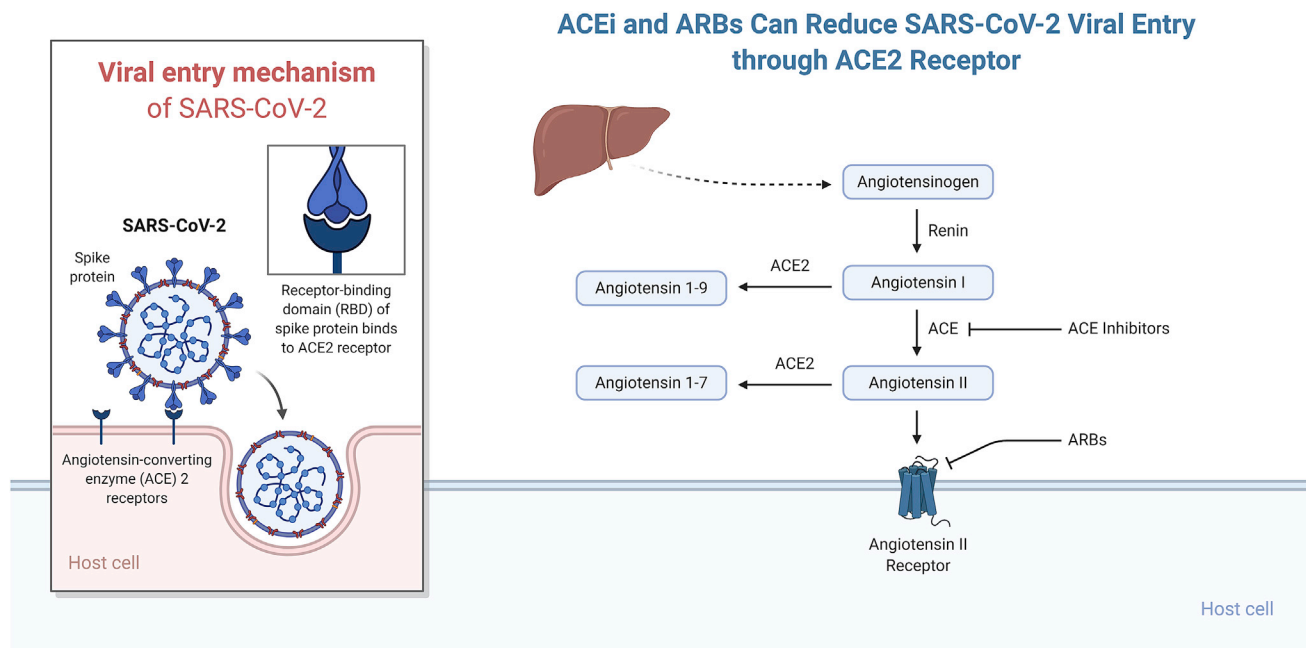 Viral entry mechanism
of SARS-CoV-2
SARS-CoV-2
Spike
protein
Receptor-binding
domain (RBD) of
spike protein binds
to ACE2 receptor
Angiotensin-converting
enzyme (ACE) 2
receptors
Host cell
ACEi and ARBs Can Reduce SARS-CoV-2 Viral Entry
through ACE2 Receptor
Angiotensinogen
Renin
ACE2
Angiotensin 1-9
Angiotensin I
ACE
ACE Inhibitors
ACE2
Angiotensin 1-7
Angiotensin II
ARBs
Angiotensin II
Receptor
Host cell